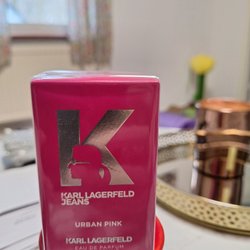 K
KARL LAGERFELD
JEANS
URBAN PINK
KARL LAGERFELD
EAU DE PARFUM